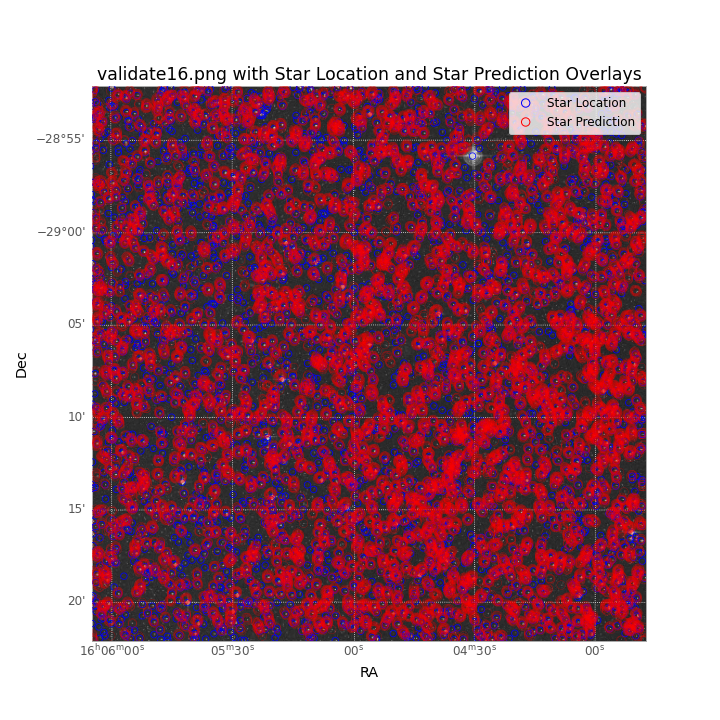 validate16.png with Star Location and Star Prediction Overlays
Star Location
Star Prediction
−28°55'
−29°00'
05'
10'
15'
20'
Dec
16ʰ06ᵐ00ˢ
05ᵐ30ˢ
00ˢ
04ᵐ30ˢ
00ˢ
RA